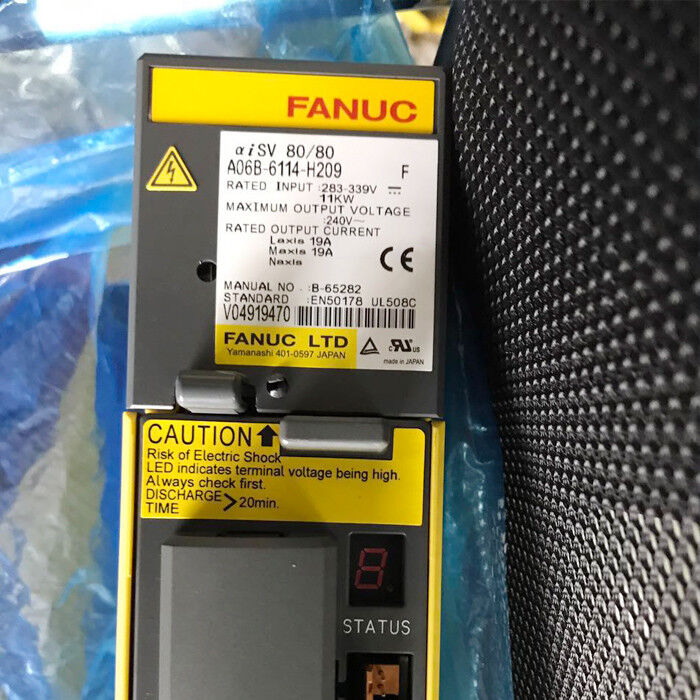 FANUC
αiSV 80/80
A06B-6114-H209 F
RATED INPUT :283-339V ⎓
11KW
MAXIMUM OUTPUT VOLTAGE
:240V~
RATED OUTPUT CURRENT
Laxis 19A
Maxis 19A
Naxis
CE
MANUAL NO. :B-65282
STANDARD :EN50178 UL508C
V04919470
FANUC LTD
Yamanashi 401-0597 JAPAN
c UR us
made in JAPAN
CAUTION
Risk of Electric Shock
LED indicates terminal voltage being high.
Always check first.
DISCHARGE TIME >20min.
8
STATUS